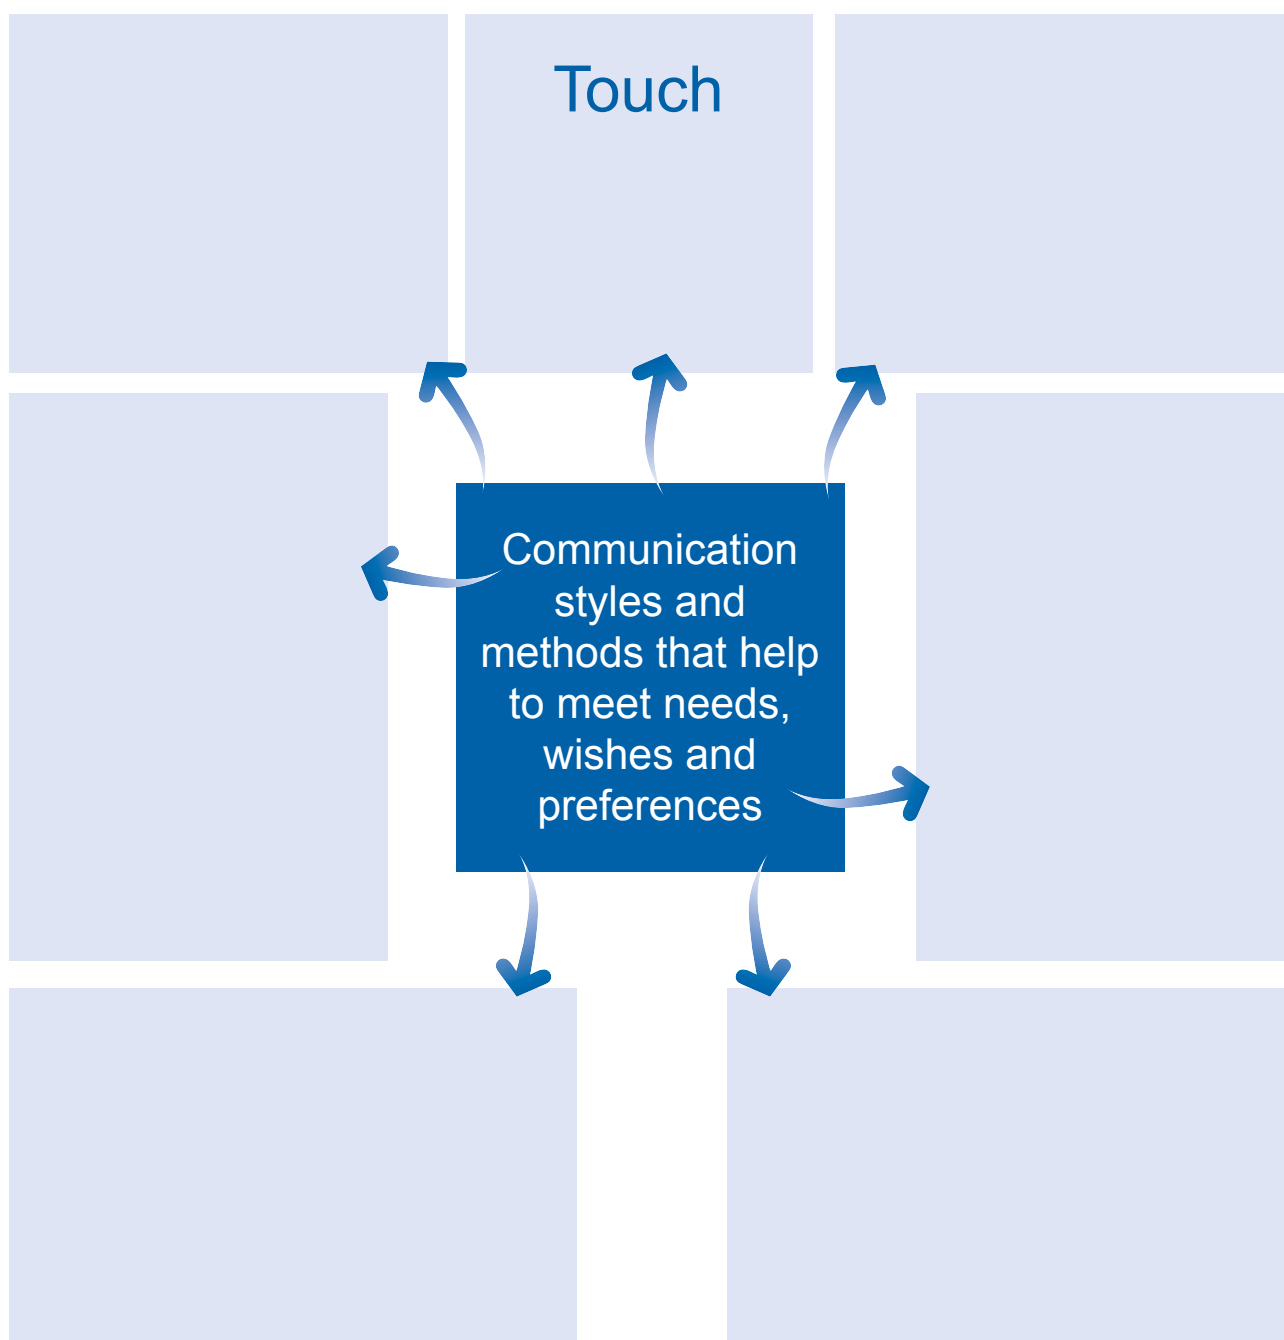 Touch
Communication
styles and
methods that help
to meet needs,
wishes and
preferences